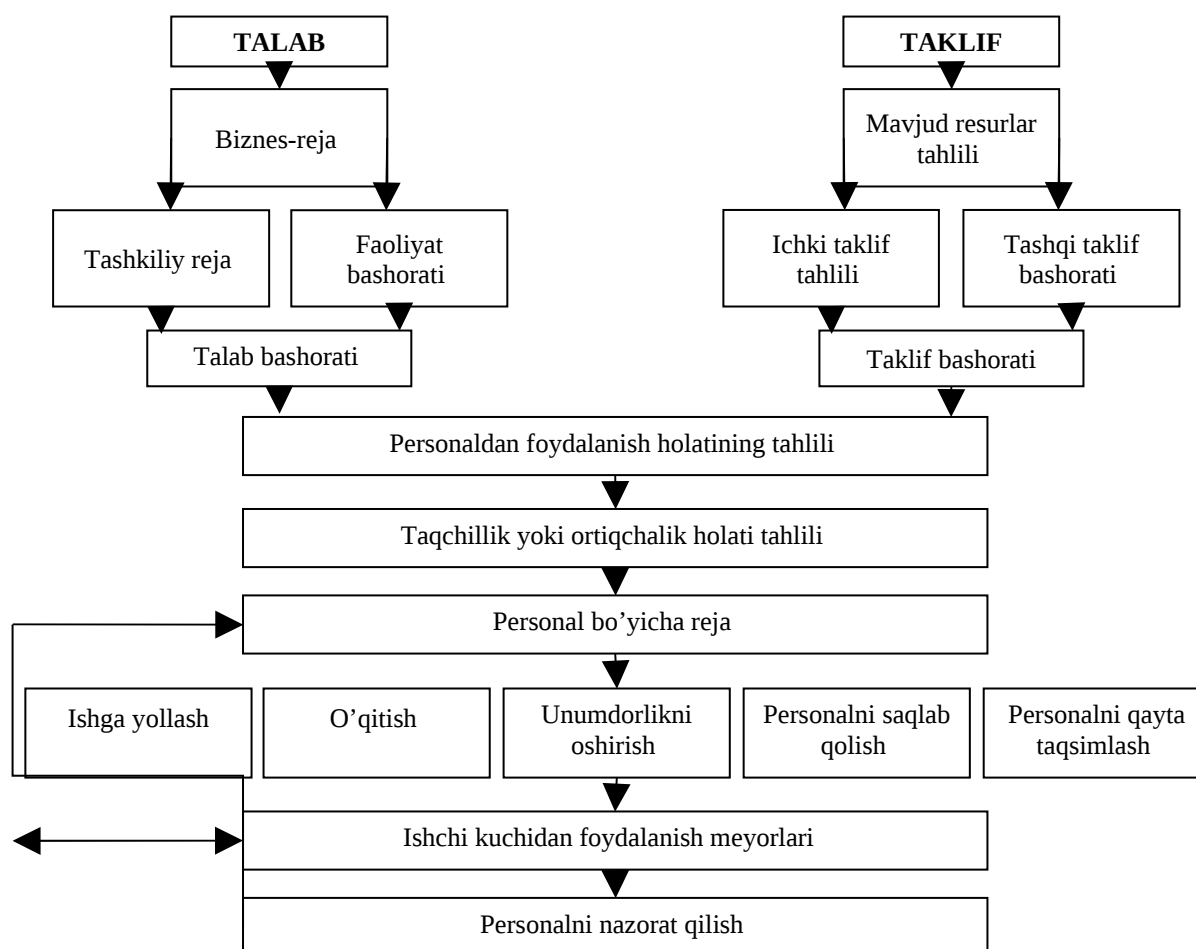 TALAB
TAKLIF
Biznes-reja
Mavjud resurlar
tahlili
Tashkiliy reja
Faoliyat
bashorati
Ichki taklif
tahlili
Tashqi taklif
bashorati
Talab bashorati
Taklif bashorati
Personaldan foydalanish holatining tahlili
Taqchillik yoki ortiqchalik holati tahlili
Personal bo’yicha reja
Ishga yollash
O’qitish
Unumdorlikni
oshirish
Personalni saqlab
qolish
Personalni qayta
taqsimlash
Ishchi kuchidan foydalanish meyorlari
Personalni nazorat qilish